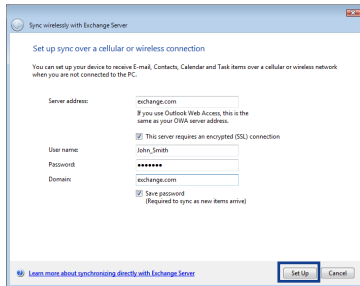 Sync wirelessly with Exchange Server
Set up sync over a cellular or wireless connection
You can set up your device to receive E-mail, Contacts, Calendar and Task items over a cellular or wireless network
when you are not connected to the PC.
Server address:
exchange.com
If you use Outlook Web Access, this is the
same as your OWA server address.
This server requires an encrypted (SSL) connection
User name:
John_Smith
Password:
•••••••
Domain:
exchange.com
Save password
(Required to sync as new items arrive)
Learn more about synchronizing directly with Exchange Server
Set Up
Cancel